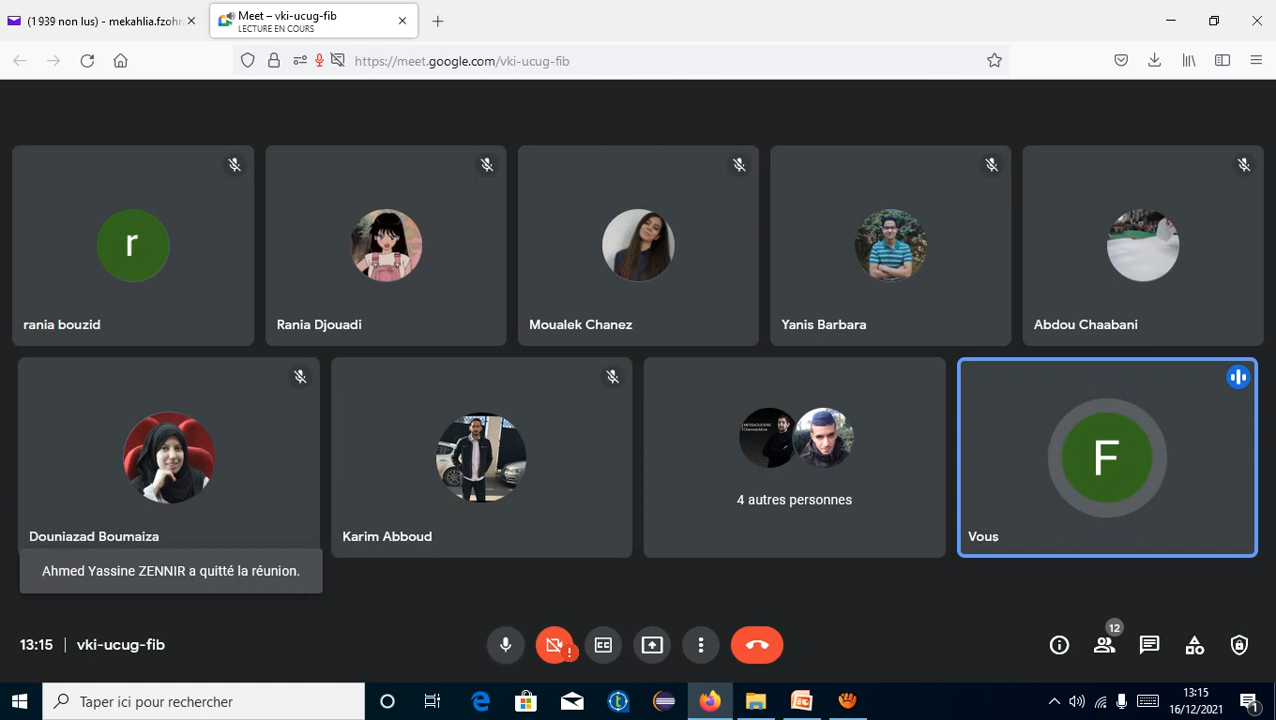 (1 939 non lus) - mekahlia.fzohr
Meet – vki-ucug-fib
LECTURE EN COURS
https://meet.google.com/vki-ucug-fib
r
rania bouzid
Rania Djouadi
Moualek Chanez
Yanis Barbara
Abdou Chaabani
Douniazad Boumaiza
Karim Abboud
4 autres personnes
F
Vous
Ahmed Yassine ZENNIR a quitté la réunion.
13:15 | vki-ucug-fib
CC
12
Taper ici pour rechercher
13:15
16/12/2021
1